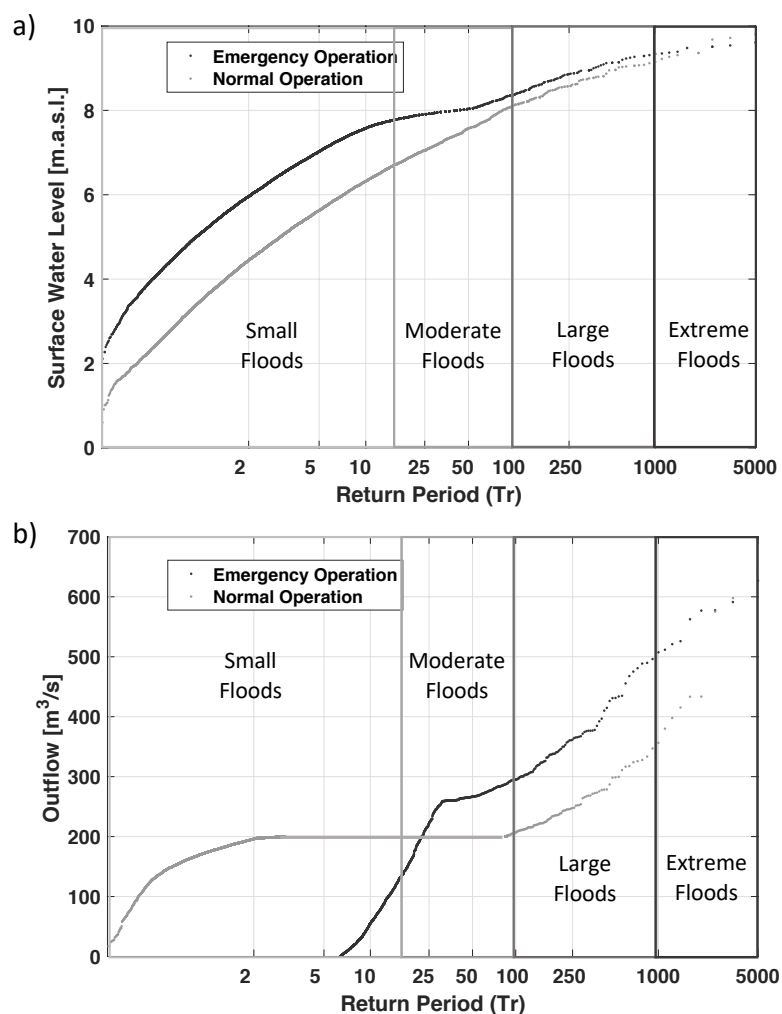 a)
10
8
6
4
2
0
Surface Water Level [m.a.s.l.]
Emergency Operation
Normal Operation
Small
Floods
Moderate
Floods
Large
Floods
Extreme
Floods
2 5 10 25 50 100 250 1000 5000
Return Period (Tr)
b)
700
600
500
400
300
200
100
0
Outflow [m³/s]
Emergency Operation
Normal Operation
Small
Floods
Moderate
Floods
Large
Floods
Extreme
Floods
2 5 10 25 50 100 250 1000 5000
Return Period (Tr)